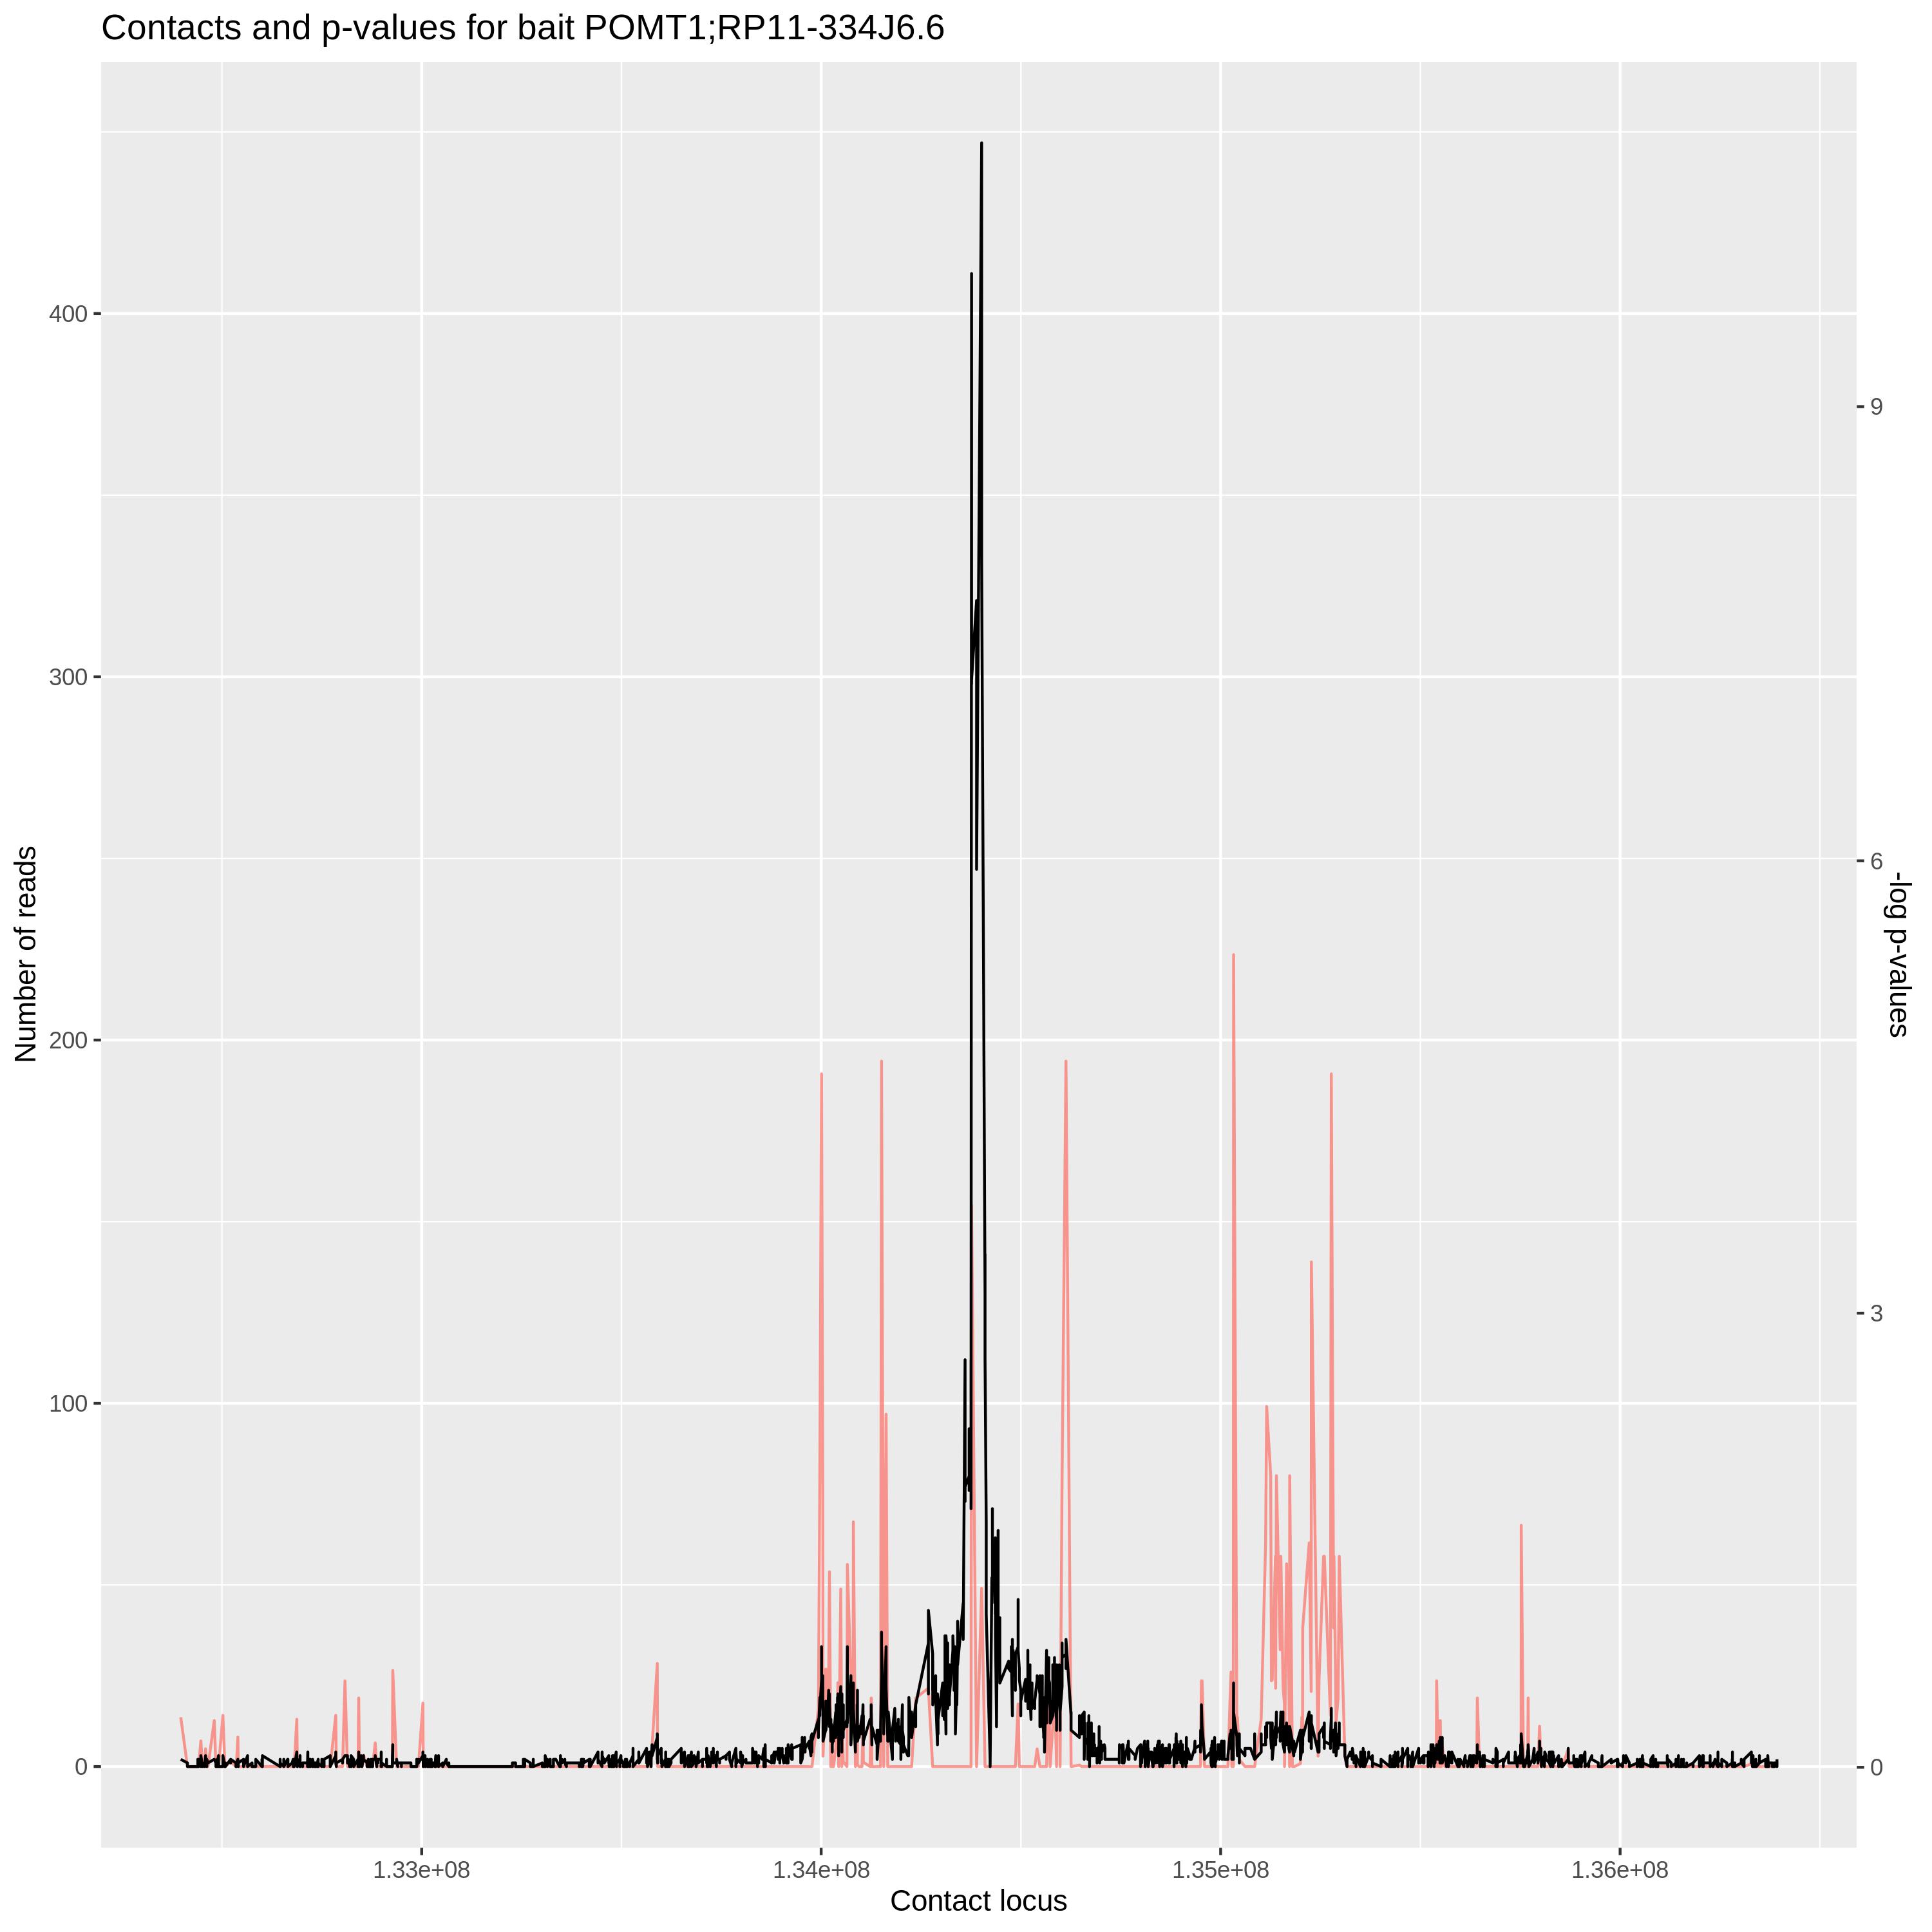 Contacts and p-values for bait POMT1;RP11-334J6.6
400
300
200
100
0
Number of reads
9
6
3
0
-log p-values
1.33e+08
1.34e+08
1.35e+08
1.36e+08
Contact locus